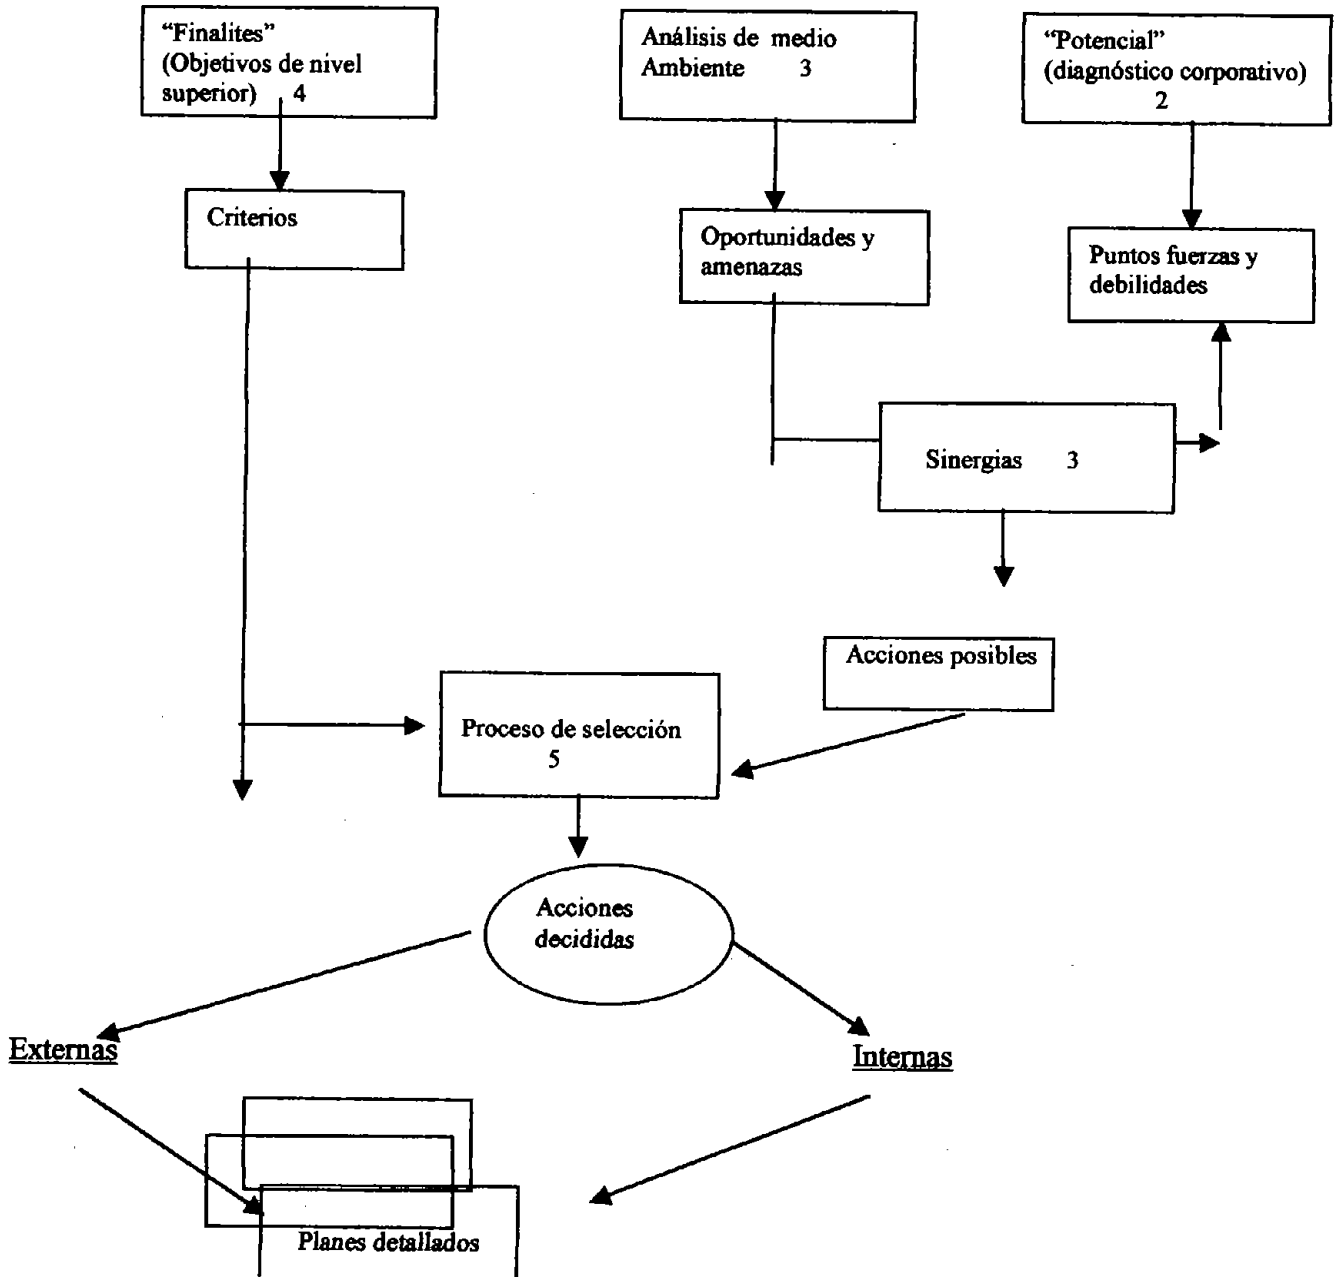 “Finalites”
(Objetivos de nivel
superior) 4
Análisis de medio
Ambiente 3
“Potencial”
(diagnóstico corporativo)
2
Criterios
Oportunidades y
amenazas
Puntos fuerzas y
debilidades
Sinergias 3
Acciones posibles
Proceso de selección
5
Acciones
decididas
Externas
Internas
Planes detallados